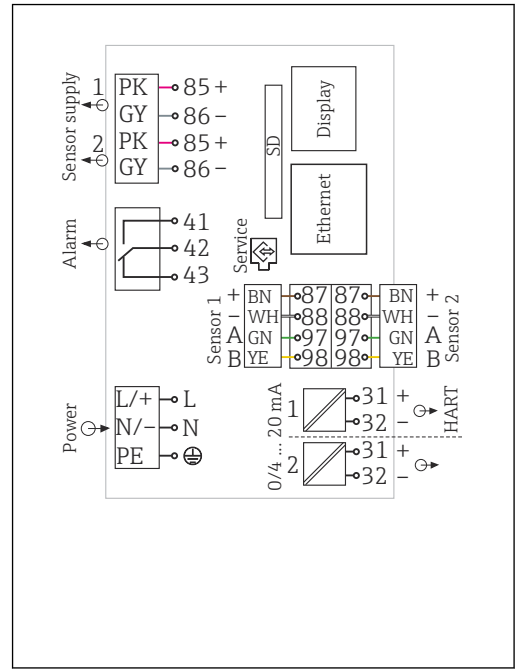 Sensor supply
1 PK 85 +
GY 86 –
2 PK 85 +
GY 86 –
Display
SD
Ethernet
Alarm
41
42
43
Service
Sensor 1
+ BN 87 87 BN +
– WH 88 88 WH –
A GN 97 97 GN A
B YE 98 98 YE B
Sensor 2
Power
L/+ L
N/– N
PE
0/4 ... 20 mA
1 31 +
32 –
HART
2 31 +
32 –